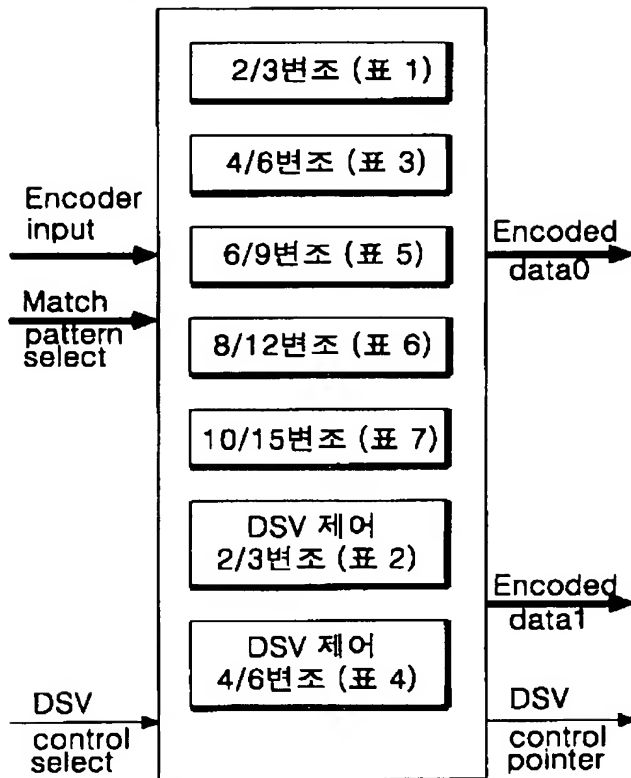 2/3변조 (표 1)
4/6변조 (표 3)
Encoder
input
6/9변조 (표 5)
Encoded
data0
Match
pattern
select
8/12변조 (표 6)
10/15변조 (표 7)
DSV 제어
2/3변조 (표 2)
Encoded
data1
DSV 제어
4/6변조 (표 4)
DSV
control
select
DSV
control
pointer